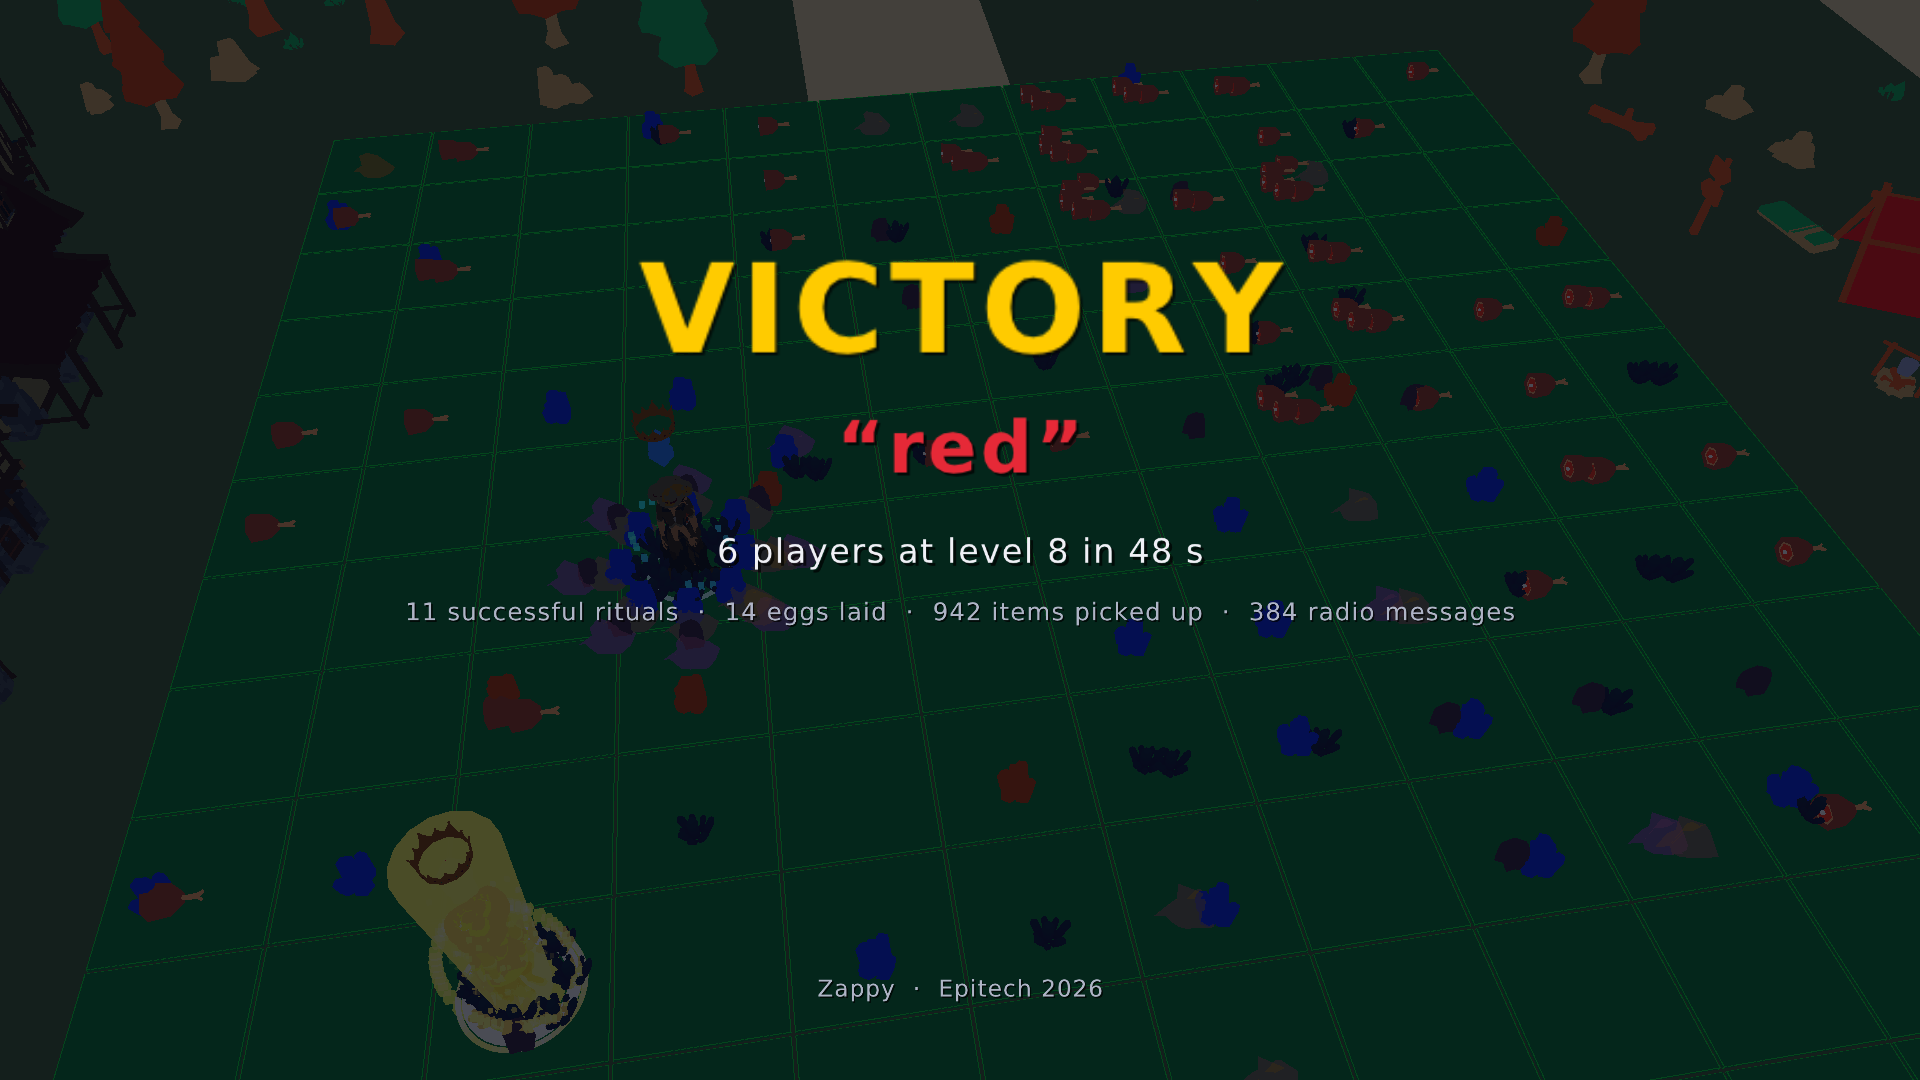 VICTORY
“red”
6 players at level 8 in 48 s
11 successful rituals · 14 eggs laid · 942 items picked up · 384 radio messages
Zappy · Epitech 2026